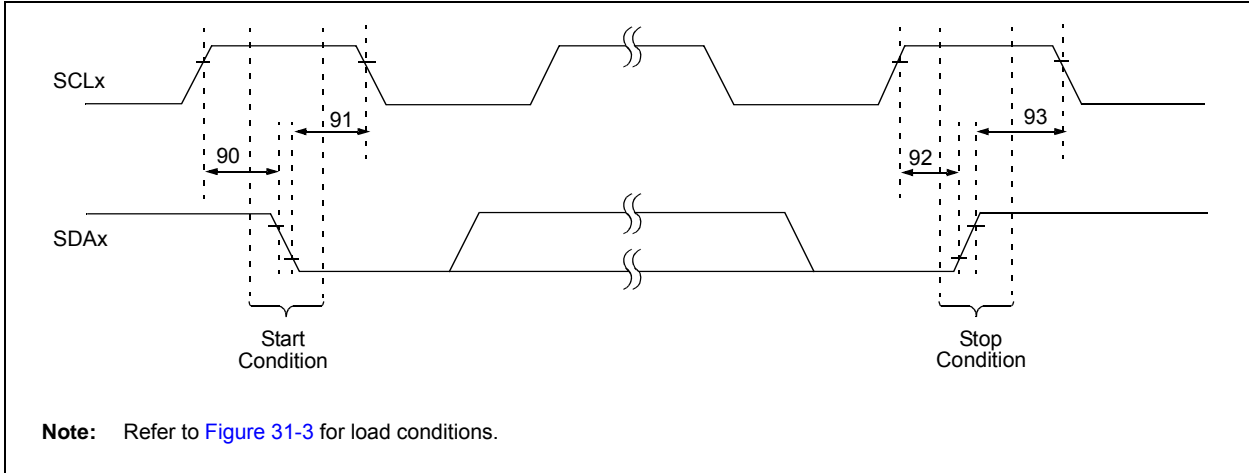 SCLx
91
93
90
92
SDAx
Start
Condition
Stop
Condition
Note: Refer to Figure 31-3 for load conditions.